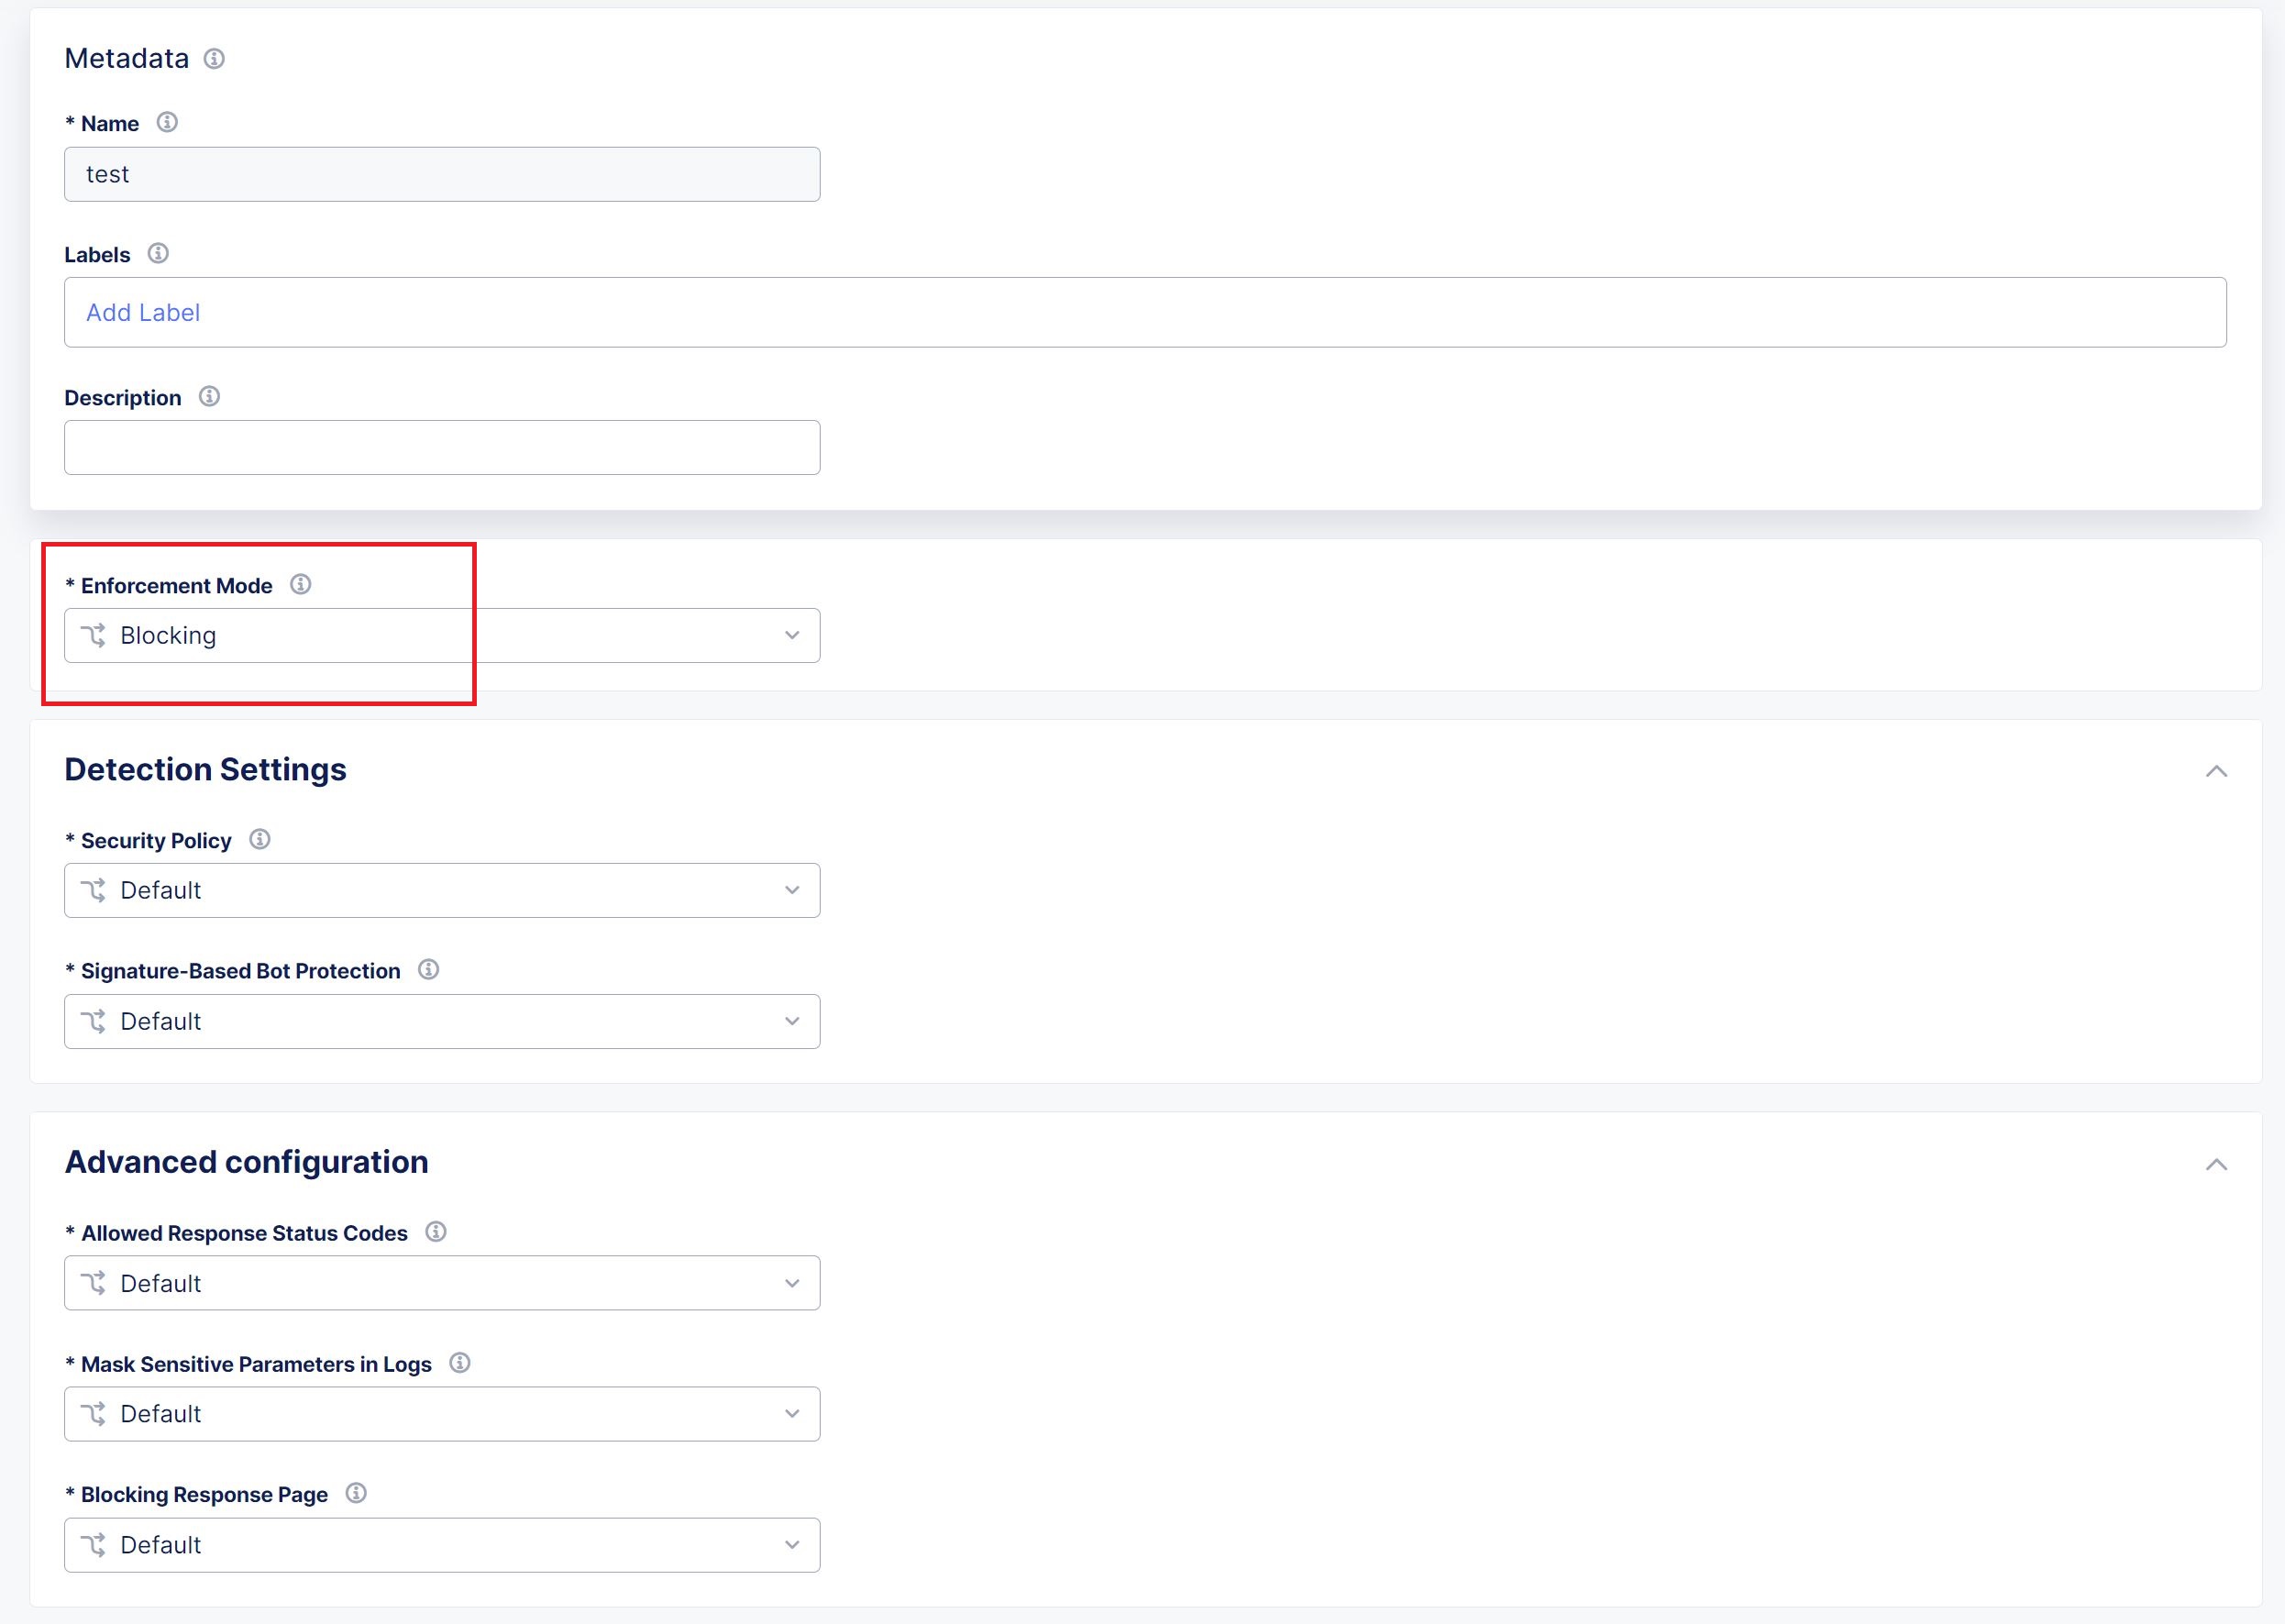 Metadata
* Name
test
Labels
Add Label
Description
* Enforcement Mode
Blocking
Detection Settings
* Security Policy
Default
* Signature-Based Bot Protection
Default
Advanced configuration
* Allowed Response Status Codes
Default
* Mask Sensitive Parameters in Logs
Default
* Blocking Response Page
Default